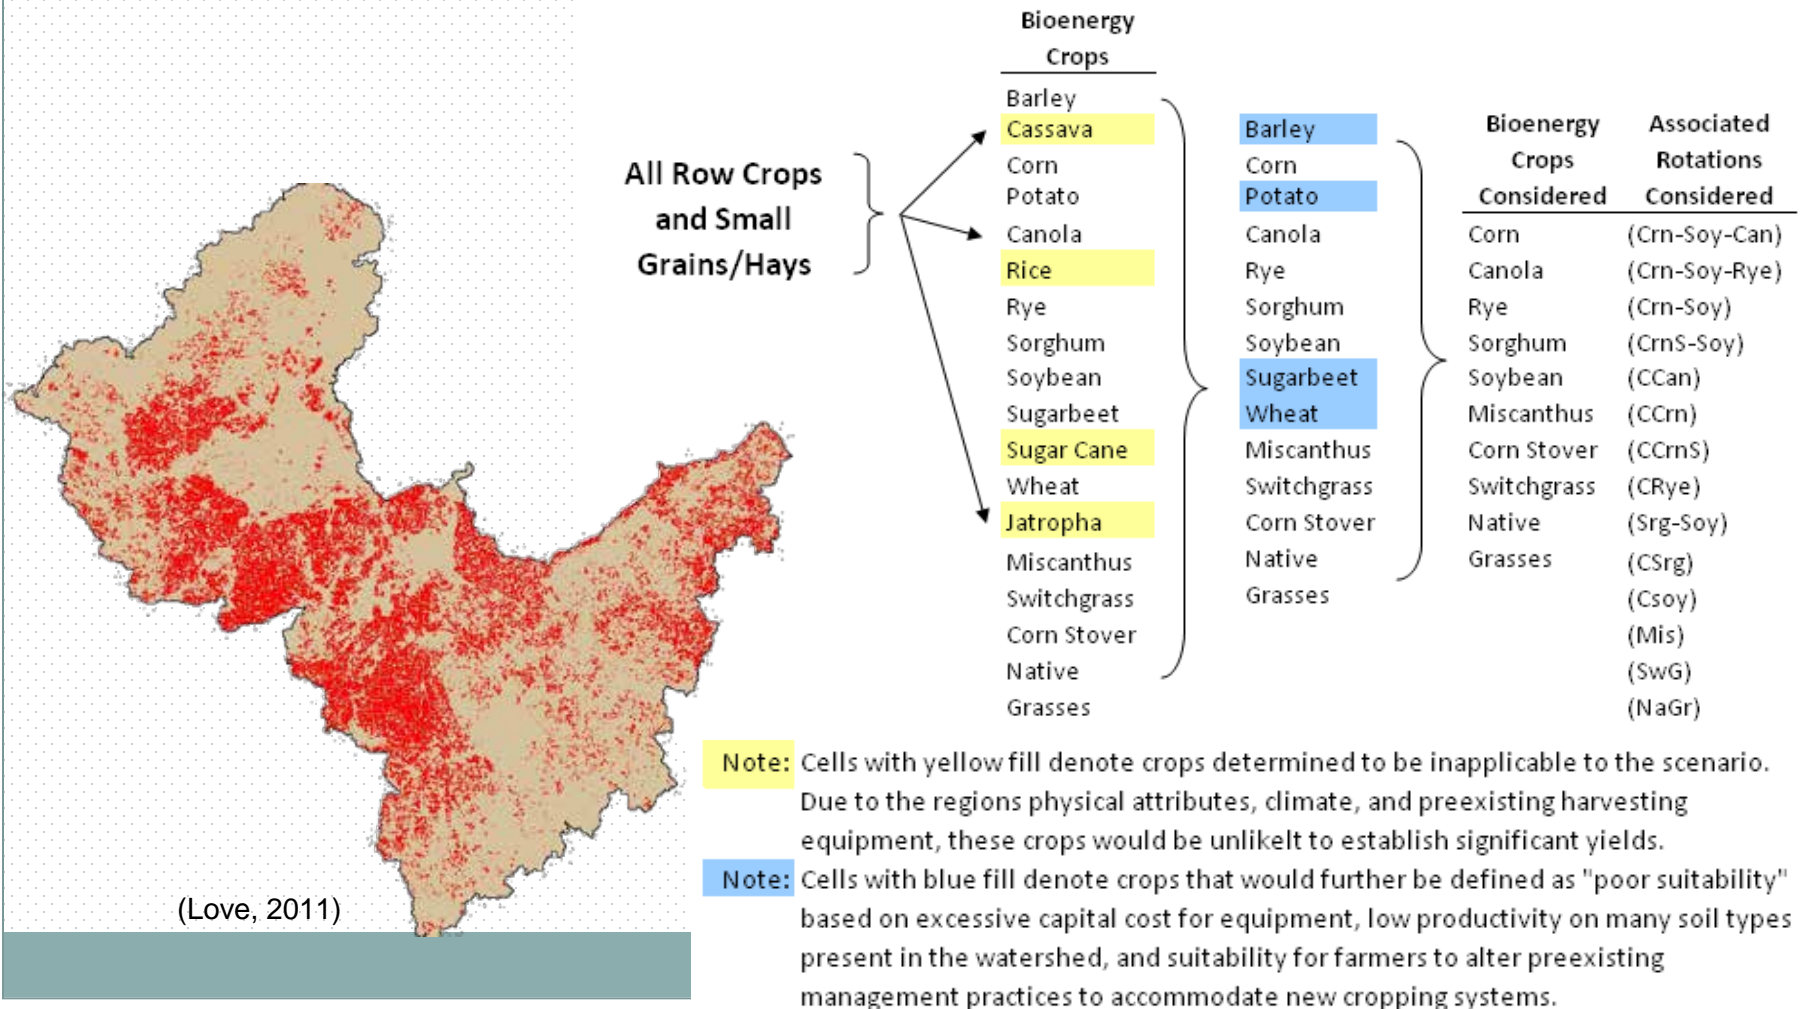 Bioenergy
Crops
Barley
Cassava
Corn
Potato
Canola
Rice
Rye
Sorghum
Soybean
Sugarbeet
Sugar Cane
Wheat
Jatropha
Miscanthus
Switchgrass
Corn Stover
Native
Grasses
All Row Crops
and Small
Grains/Hays
Barley
Corn
Potato
Canola
Rye
Sorghum
Soybean
Sugarbeet
Wheat
Miscanthus
Switchgrass
Corn Stover
Native
Grasses
Bioenergy
Crops
Considered
Corn
Canola
Rye
Sorghum
Soybean
Miscanthus
Corn Stover
Switchgrass
Native
Grasses
Associated
Rotations
Considered
(Crn-Soy-Can)
(Crn-Soy-Rye)
(Crn-Soy)
(CrnS-Soy)
(CCan)
(CCrn)
(CCrnS)
(CRye)
(Srg-Soy)
(CSrg)
(Csoy)
(Mis)
(SwG)
(NaGr)
Note: Cells with yellow fill denote crops determined to be inapplicable to the scenario.
Due to the regions physical attributes, climate, and preexisting harvesting
equipment, these crops would be unlikelt to establish significant yields.
Note: Cells with blue fill denote crops that would further be defined as "poor suitability"
based on excessive capital cost for equipment, low productivity on many soil types
present in the watershed, and suitability for farmers to alter preexisting
management practices to accommodate new cropping systems.
(Love, 2011)